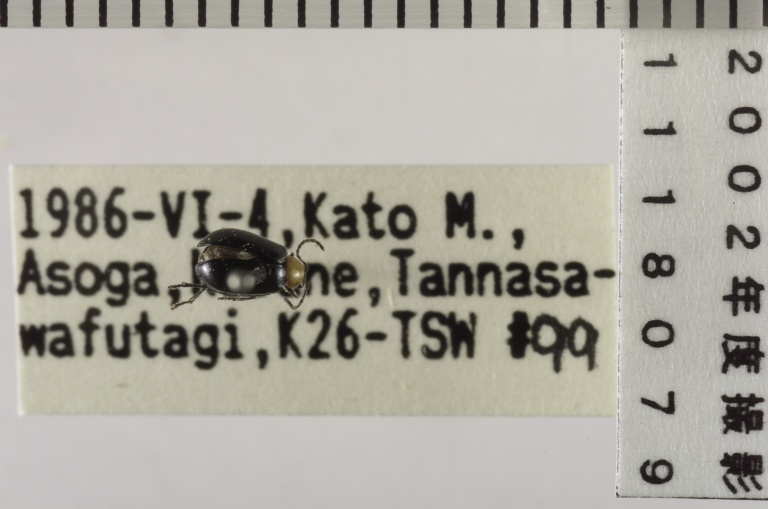 1986-VI-4, Kato M.,
Asoga, Tannasa-
wafutagi, K26-TSW #99
1118079
2002年度撮影